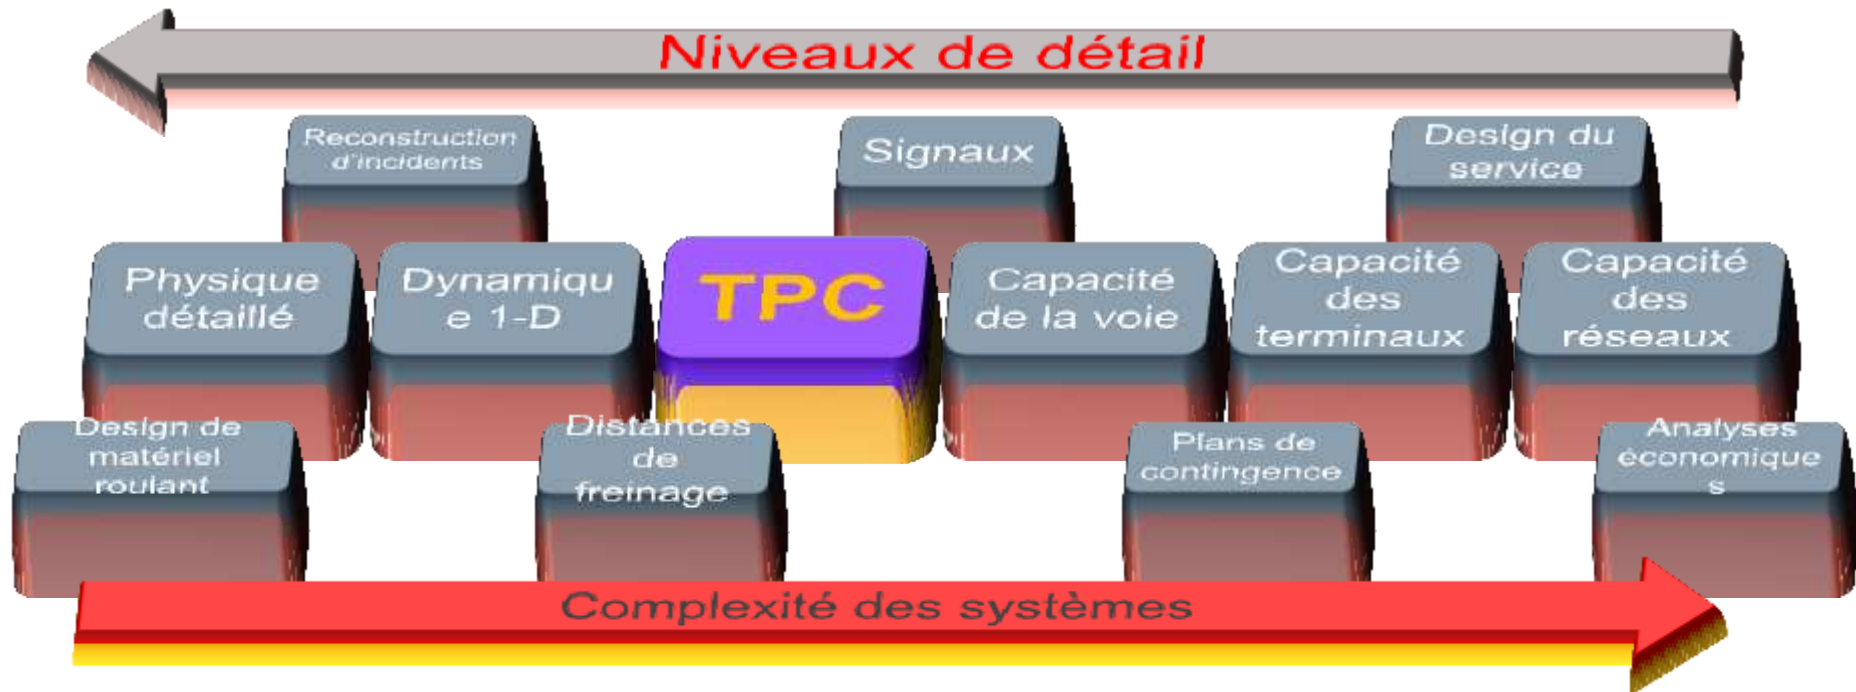 Niveaux de détail
Reconstruction
d'incidents
Signaux
Design du
service
Physique
détaillé
Dynamiqu
e 1-D
TPC
Capacité
de la voie
Capacité
des
terminaux
Capacité
des
réseaux
Design de
matériel
roulant
Distances
de
freinage
Plans de
contingence
Analyses
économique
s
Complexité des systèmes